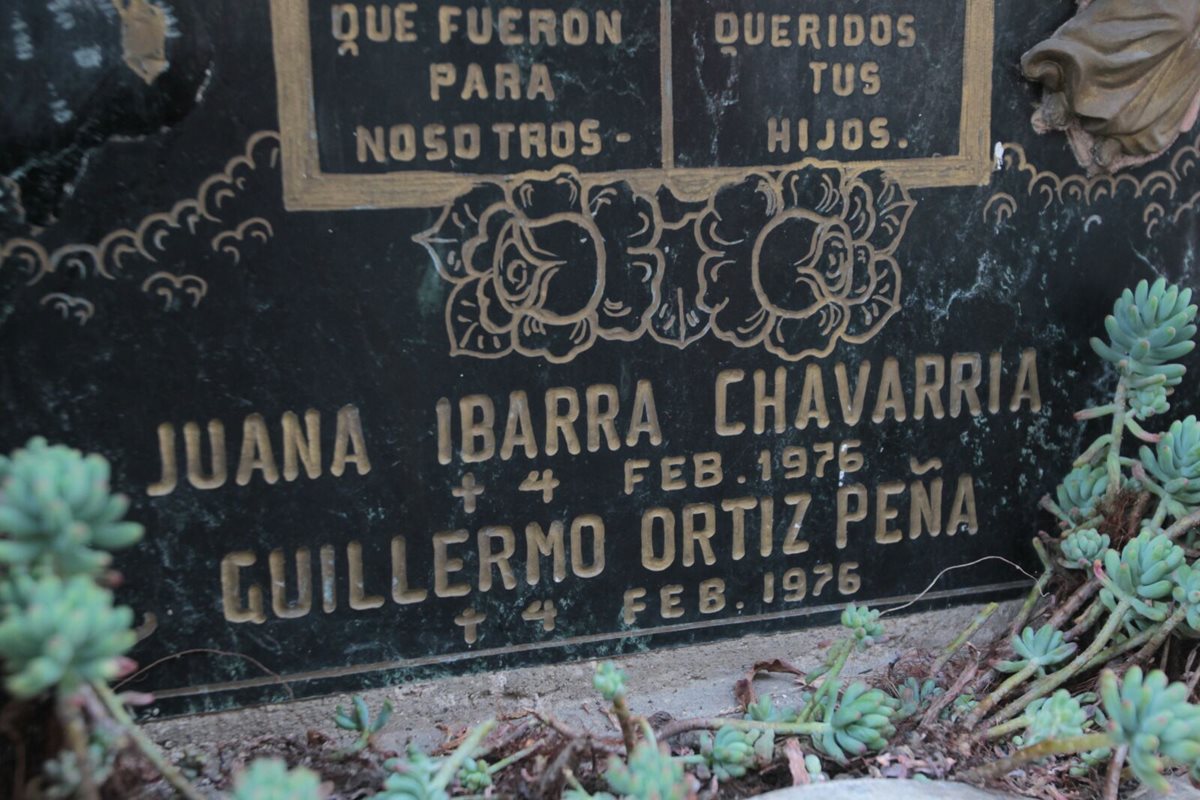 QUE FUERON
PARA
NOSOTROS-
QUERIDOS
TUS
HIJOS.
JUANA IBARRA CHAVARRIA
✝ 4 FEB. 1976
GUILLERMO ORTIZ PEÑA
✝ 4 FEB. 1976